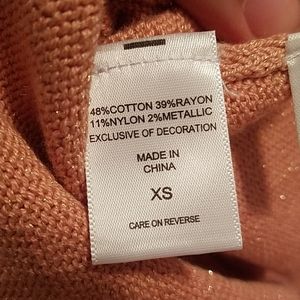 48%COTTON 39%RAYON
11%NYLON 2%METALLIC
EXCLUSIVE OF DECORATION
MADE IN
CHINA
XS
CARE ON REVERSE